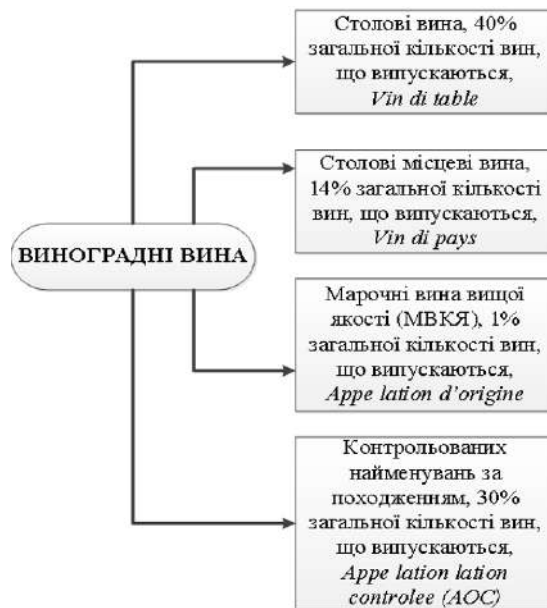 Столові вина, 40%
загальної кількості вин,
що випускаються,
Vin di table
Столові місцеві вина,
14% загальної кількості
вин, що випускаються,
Vin di pays
ВИНОГРАДНІ ВИНА
Марочні вина вищої
якості (МВКЯ), 1%
загальної кількості вин,
що випускаються,
Appe lation d’origine
Контрольованих
найменувань за
походженням, 30%
загальної кількості вин,
що випускаються,
Appe lation lation
controlee (AOC)